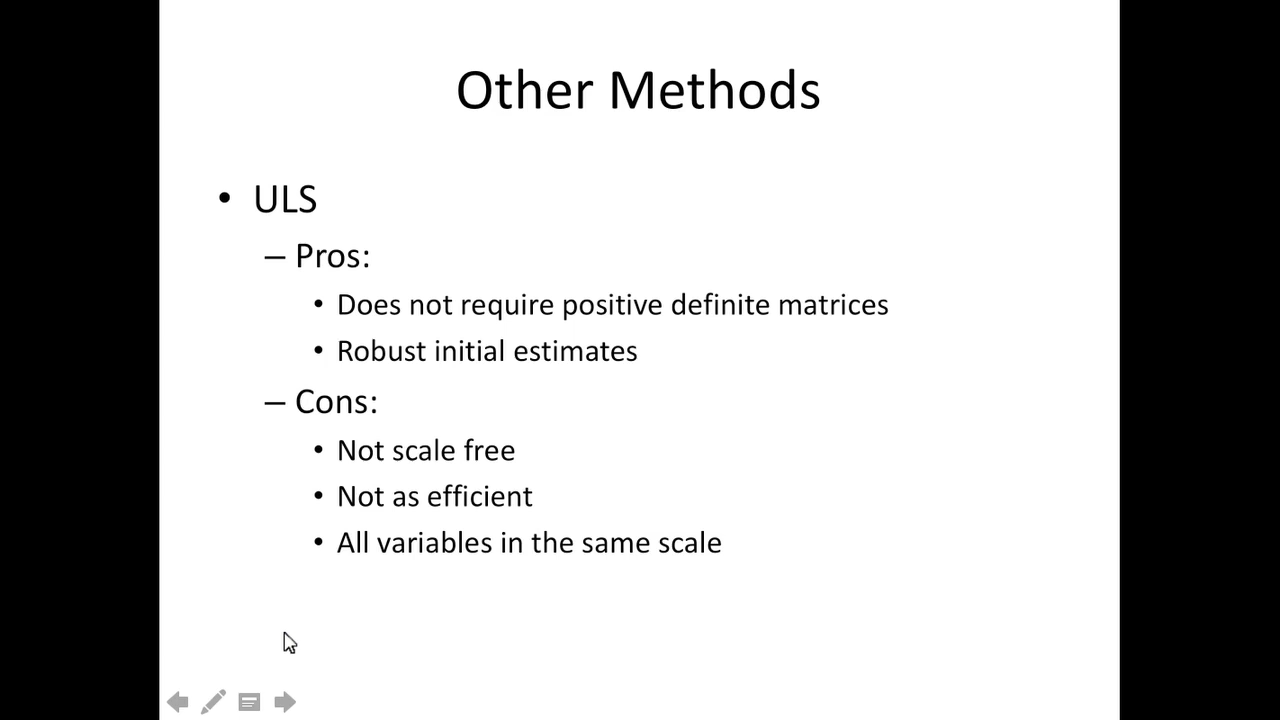 Other Methods
• ULS
– Pros:
• Does not require positive definite matrices
• Robust initial estimates
– Cons:
• Not scale free
• Not as efficient
• All variables in the same scale